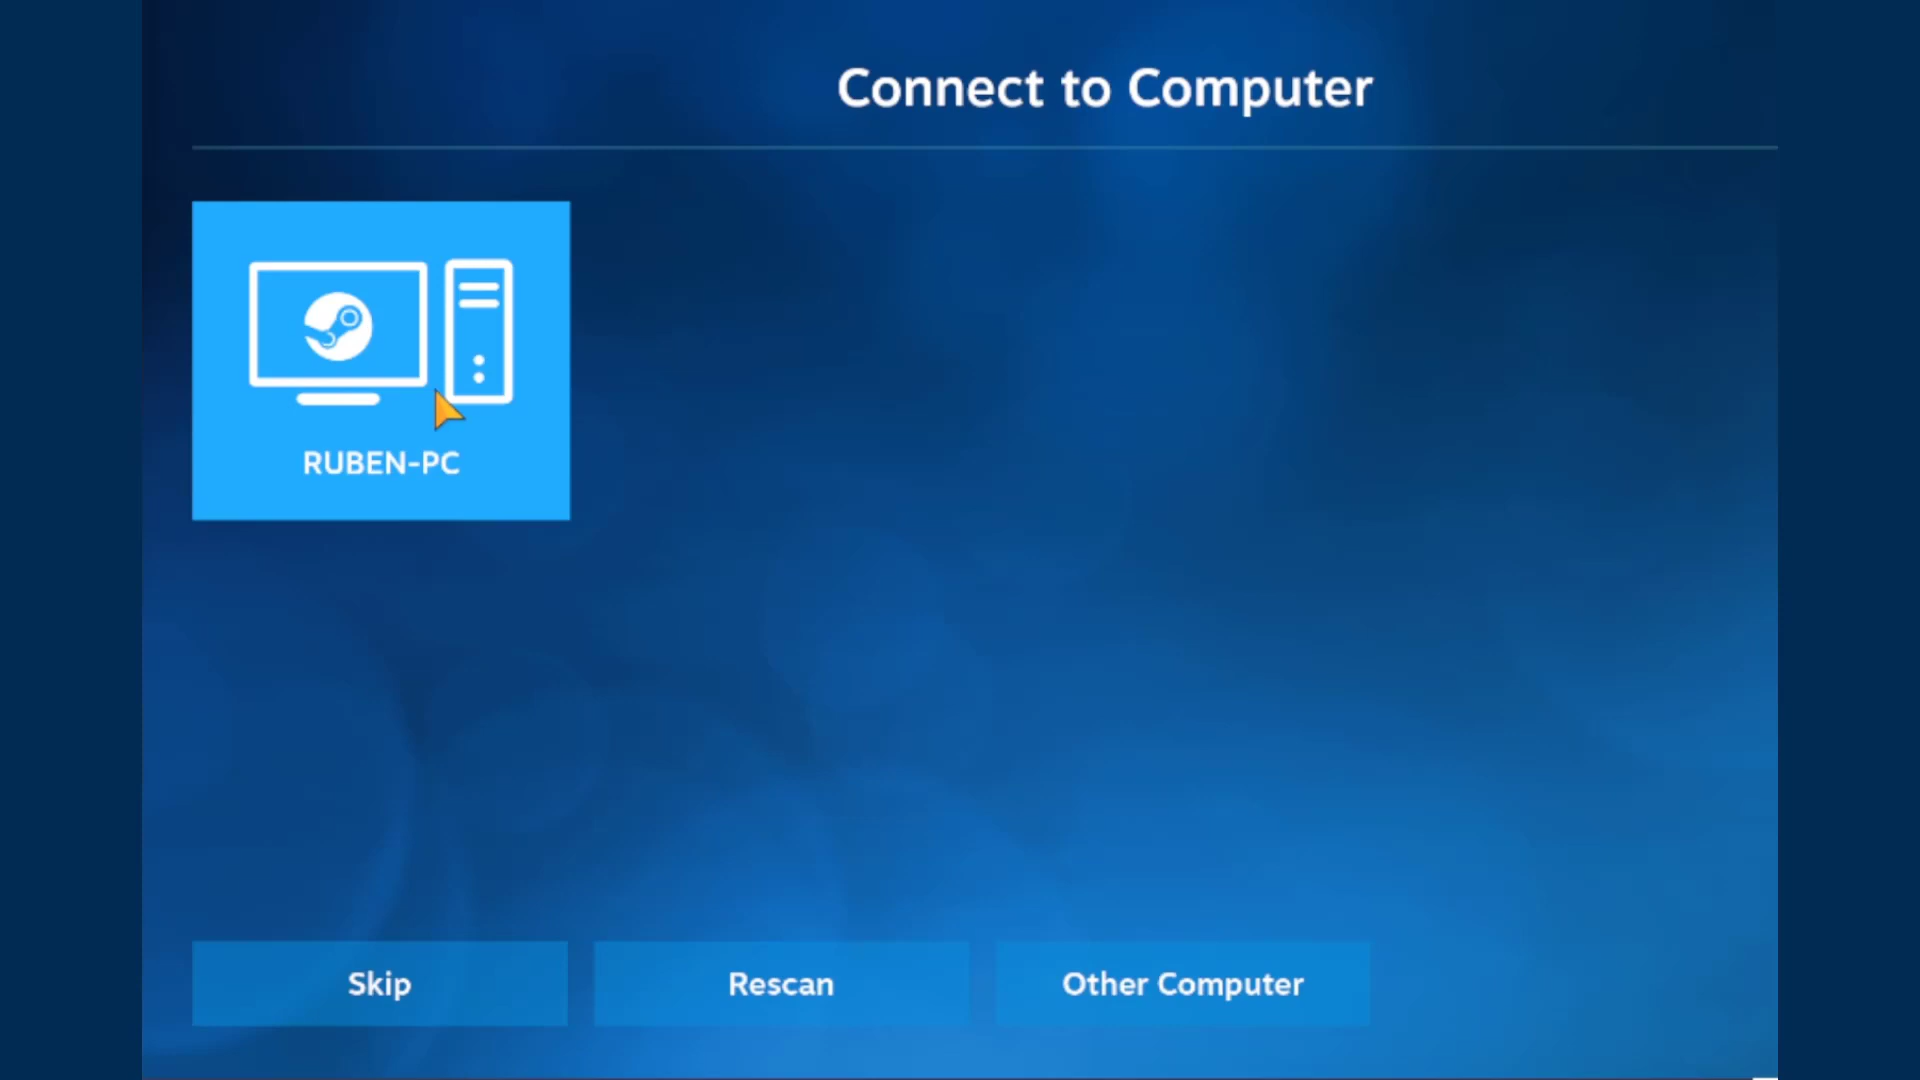 Connect to Computer
RUBEN-PC
Skip
Rescan
Other Computer